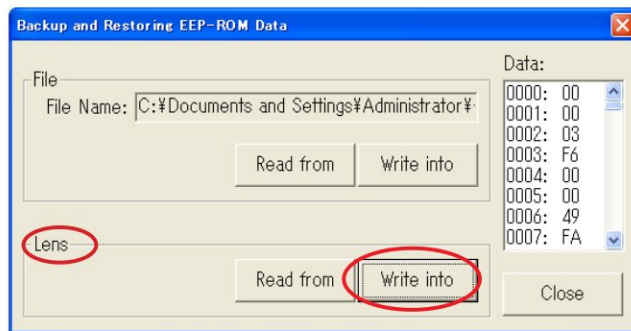 Backup and Restoring EEP-ROM Data
File
File Name: C:¥Documents and Settings¥Administrator¥
Read from
Write into
Lens
Read from
Write into
Data:
0000: 00
0001: 00
0002: 03
0003: F6
0004: 00
0005: 00
0006: 49
0007: FA
Close